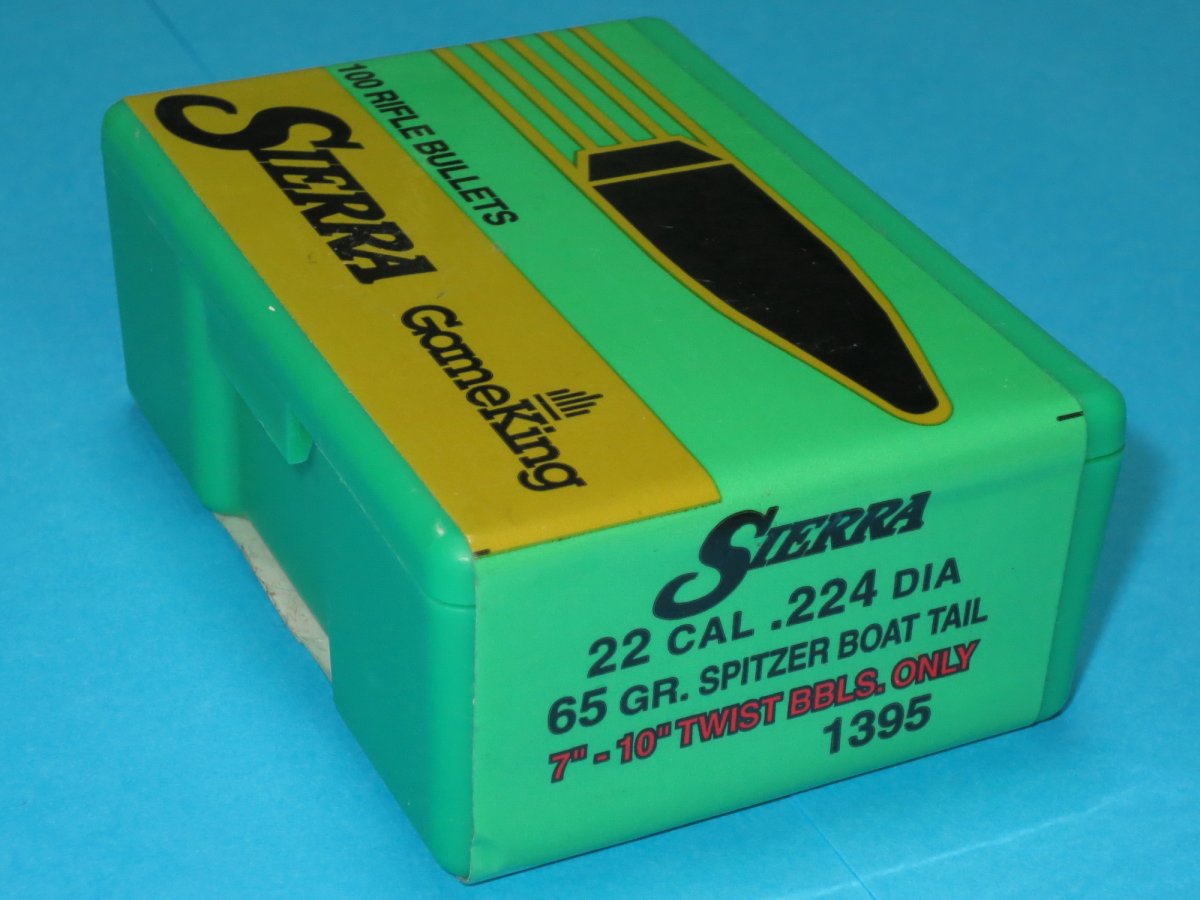 100 RIFLE BULLETS
SIERRA
GameKing
SIERRA
22 CAL .224 DIA
65 GR. SPITZER BOAT TAIL
7" - 10" TWIST BBLS. ONLY
1395